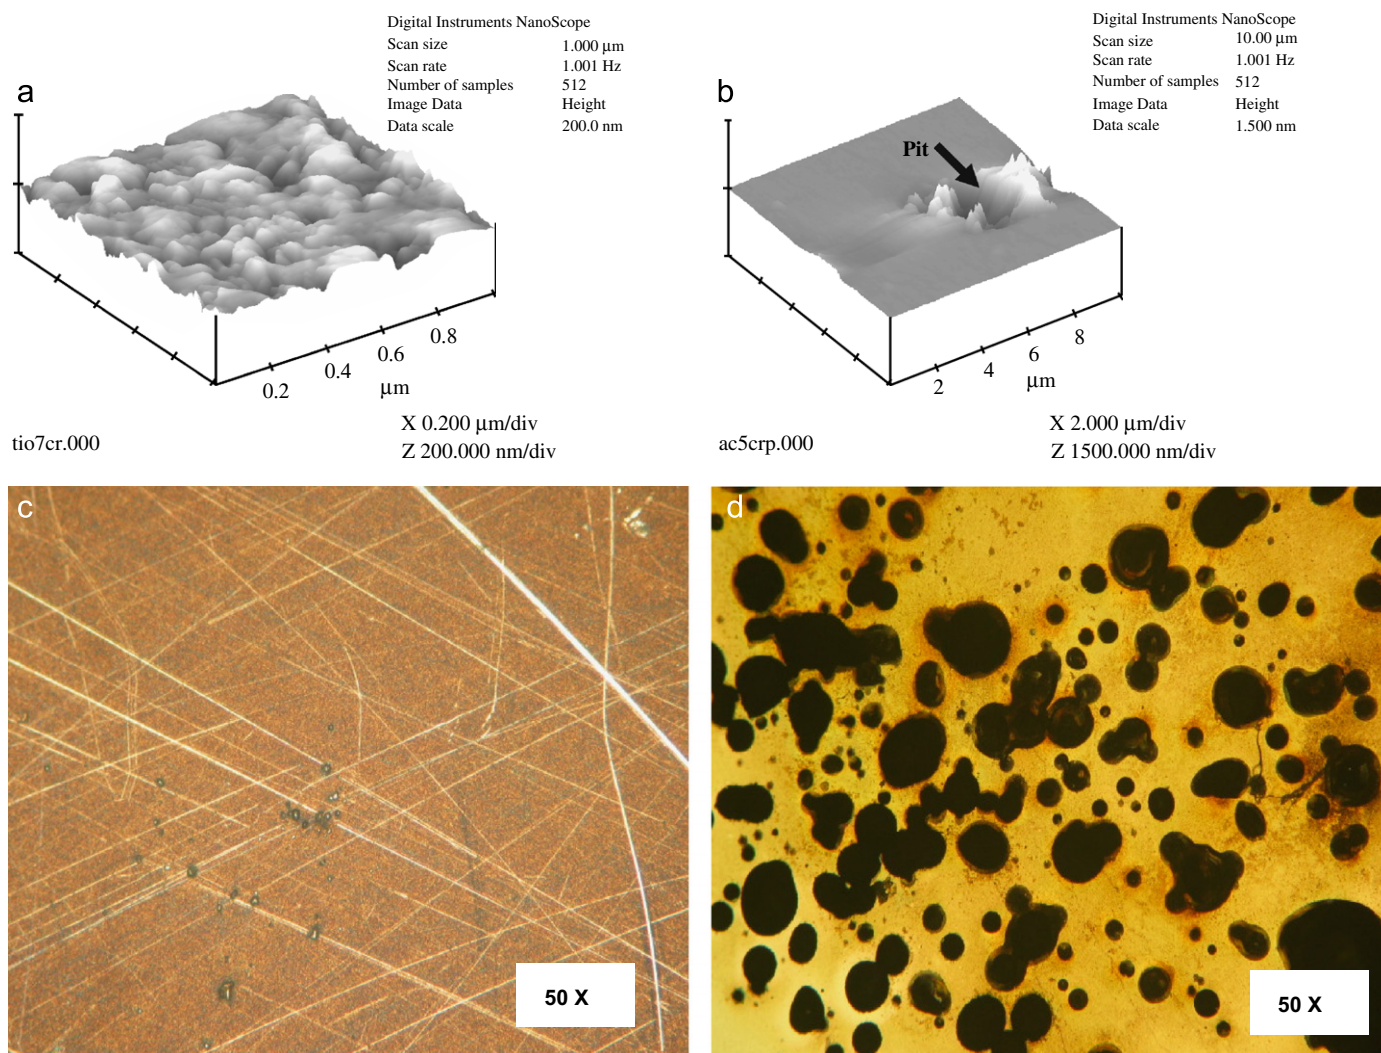 a
Digital Instruments NanoScope
Scan size 1.000 μm
Scan rate 1.001 Hz
Number of samples 512
Image Data Height
Data scale 200.0 nm
0.2
0.4
0.6
0.8
μm
X 0.200 μm/div
Z 200.000 nm/div
tio7cr.000
b
Digital Instruments NanoScope
Scan size 10.00 μm
Scan rate 1.001 Hz
Number of samples 512
Image Data Height
Data scale 1.500 nm
Pit
2
4
6
8
μm
X 2.000 μm/div
Z 1500.000 nm/div
ac5crp.000
c
50 X
d
50 X